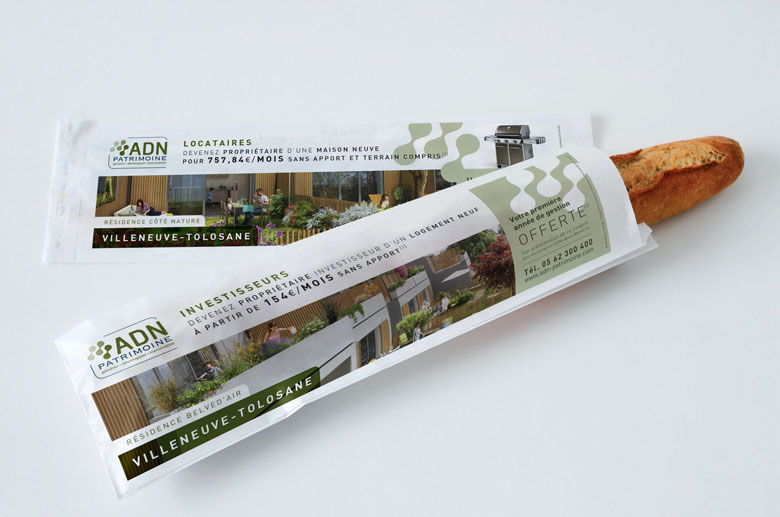 ADN
PATRIMOINE
LOCATAIRES
DEVENEZ PROPRIÉTAIRE D'UNE MAISON NEUVE
POUR 757,84€/MOIS SANS APPORT ET TERRAIN COMPRIS
RÉSIDENCE CÔTÉ NATURE
VILLENEUVE-TOLOSANE
ADN
PATRIMOINE
INVESTISSEURS
DEVENEZ PROPRIÉTAIRE INVESTISSEUR D'UN LOGEMENT NEUF
À PARTIR DE 154€/MOIS SANS APPORT
RÉSIDENCE BELVED'AIR
VILLENEUVE-TOLOSANE
Votre première
année de gestion
OFFERTE
Tél. 05 62 300 400
www.adn-patrimoine.com